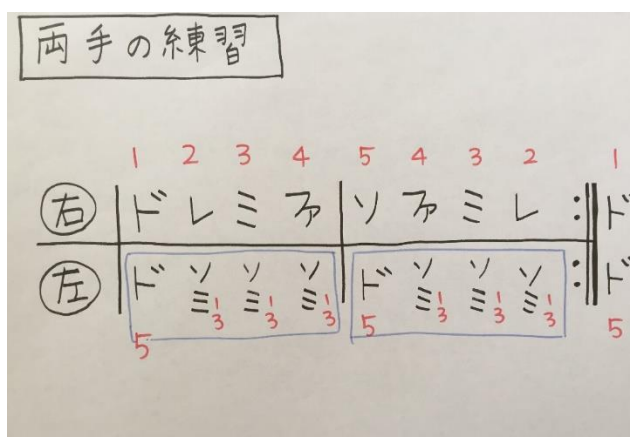 両手の練習
1 2 3 4 5 4 3 2 1
右 ド レ ミ ファ ソ ファ ミ レ ド
左 ド ソ ソ ソ ド ソ ソ ソ ド
ミ 1 ミ 1 ミ 1 ミ 1 ミ 1 ミ 1
5 3 3 3 5 3 3 3 5